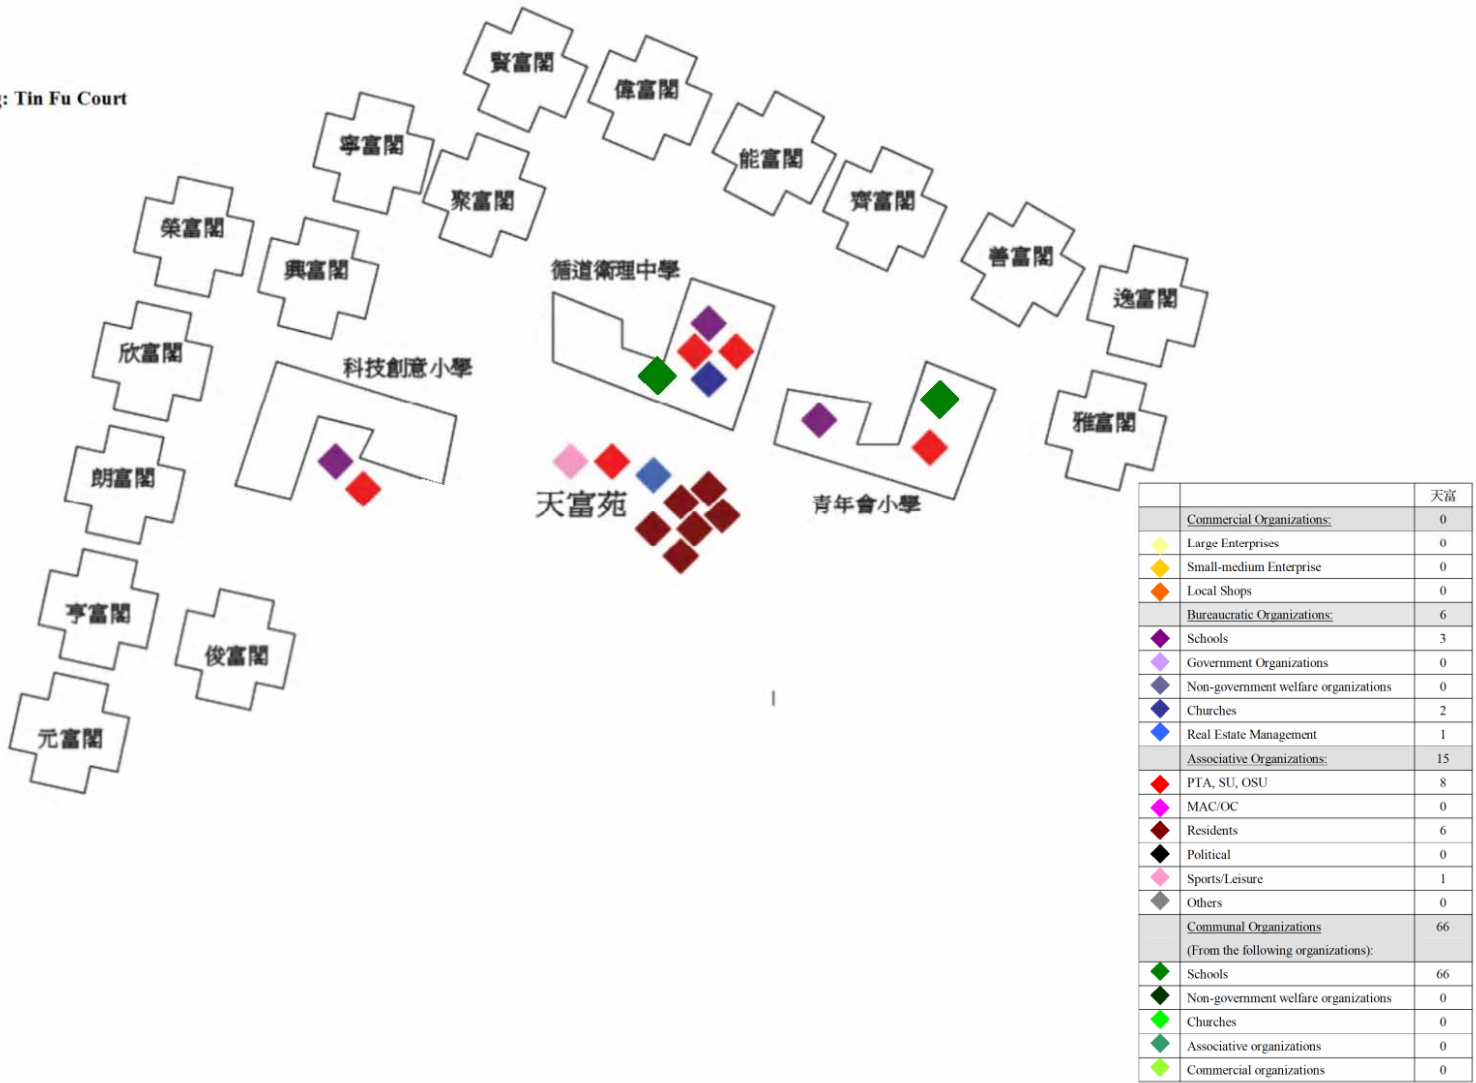 : Tin Fu Court
賢富閣
偉富閣
寧富閣
能富閣
聚富閣
齊富閣
榮富閣
興富閣
善富閣
循道衛理中學
逸富閣
欣富閣
科技創意小學
雅富閣
朗富閣
天富苑
青年會小學
亨富閣
俊富閣
元富閣
天富
Commercial Organizations: 0
Large Enterprises 0
Small-medium Enterprise 0
Local Shops 0
Bureaucratic Organizations: 6
Schools 3
Government Organizations 0
Non-government welfare organizations 0
Churches 2
Real Estate Management 1
Associative Organizations: 15
PTA, SU, OSU 8
MAC/OC 0
Residents 6
Political 0
Sports/Leisure 1
Others 0
Communal Organizations 66
(From the following organizations):
Schools 66
Non-government welfare organizations 0
Churches 0
Associative organizations 0
Commercial organizations 0